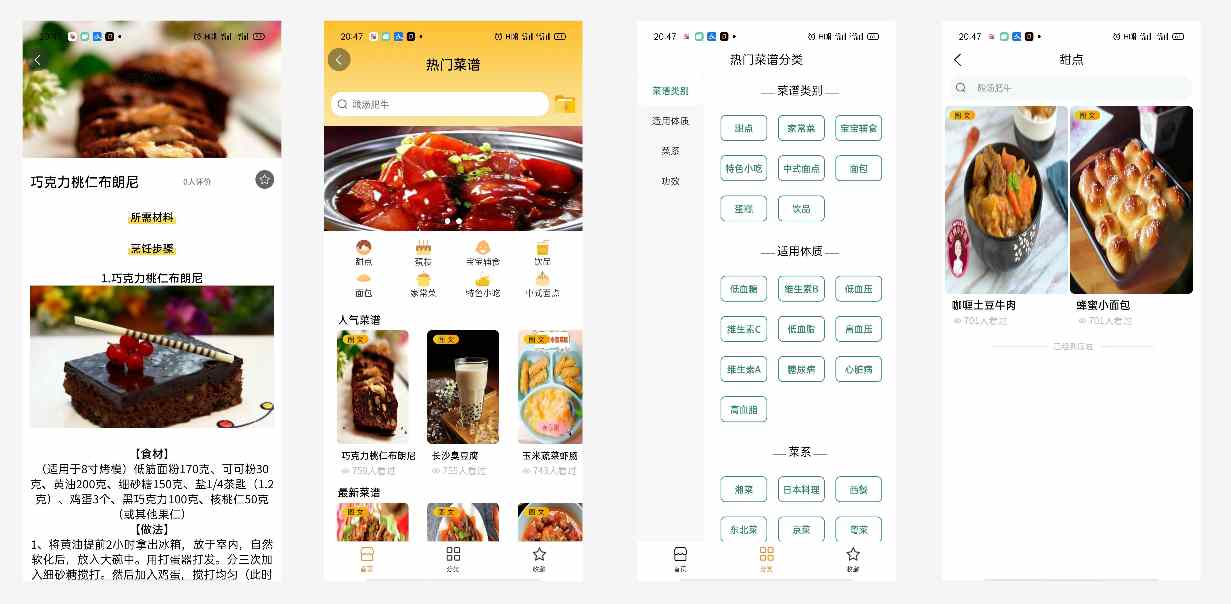 20:47
巧克力桃仁布朗尼
0人评价
所需材料
烹饪步骤
1.巧克力桃仁布朗尼
【食材】
（适用于8寸烤模）低筋面粉170克、可可粉30
克、黄油200克、细砂糖150克、盐1/4茶匙（1.2
克）、鸡蛋3个、黑巧克力100克、核桃仁50克
（或其他果仁）
【做法】
1、将黄油提前2小时拿出冰箱，放于室内，自然
软化后，放入大碗中。用打蛋器打发。分三次加
入细砂糖搅打。然后加入鸡蛋，搅打均匀（此时
20:47
热门菜谱
酸汤肥牛
甜点
蛋糕
宝宝辅食
饮品
面包
家常菜
特色小吃
中式面点
人气菜谱
图文
图文
图文
巧克力桃仁布朗尼
长沙臭豆腐
玉米蔬菜虾肠
759人看过
755人看过
743人看过
最新菜谱
图文
图文
图文
首页
分类
收藏
20:47
热门菜谱分类
菜谱类别
适用体质
菜系
功效
菜谱类别
甜点
家常菜
宝宝辅食
特色小吃
中式面点
面包
蛋糕
饮品
适用体质
低血糖
维生素B
低血压
维生素C
低血脂
高血压
维生素A
糖尿病
心脏病
高血脂
菜系
湘菜
日本料理
西餐
东北菜
京菜
粤菜
首页
分类
收藏
20:47
甜点
酸汤肥牛
图文
图文
咖喱土豆牛肉
蜂蜜小面包
701人看过
701人看过
已经到底啦